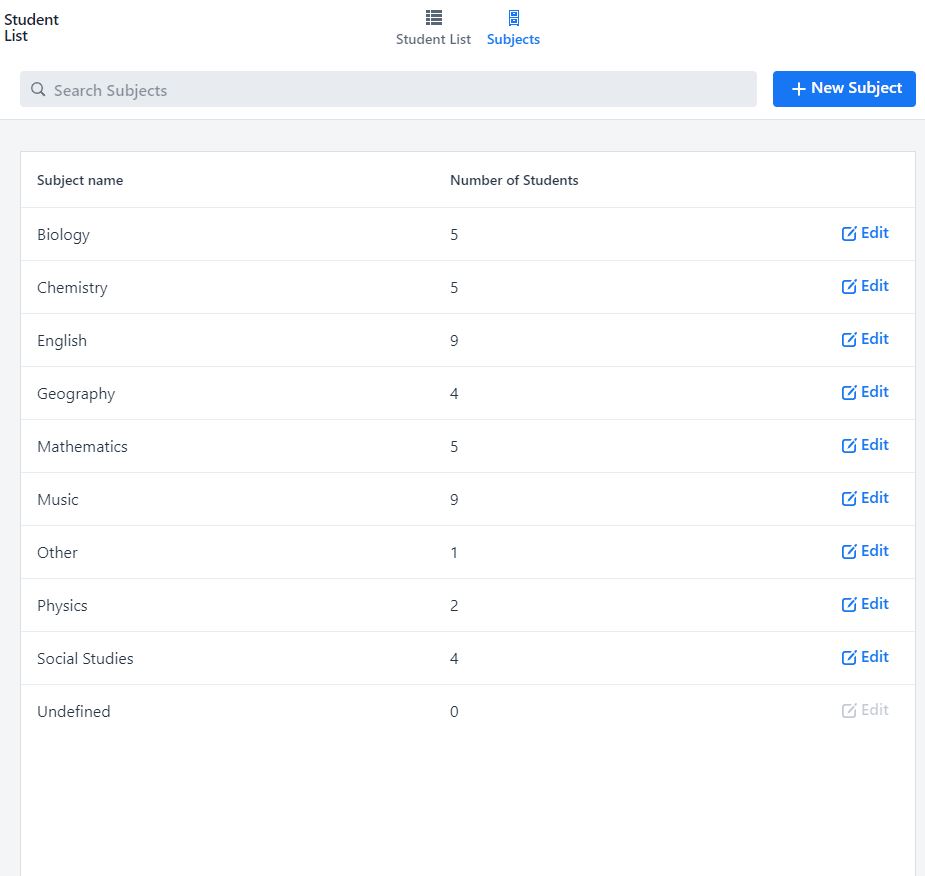 Student
List
Student List
Subjects
Search Subjects
New Subject
Subject name Number of Students
Biology 5 Edit
Chemistry 5 Edit
English 9 Edit
Geography 4 Edit
Mathematics 5 Edit
Music 9 Edit
Other 1 Edit
Physics 2 Edit
Social Studies 4 Edit
Undefined 0 Edit